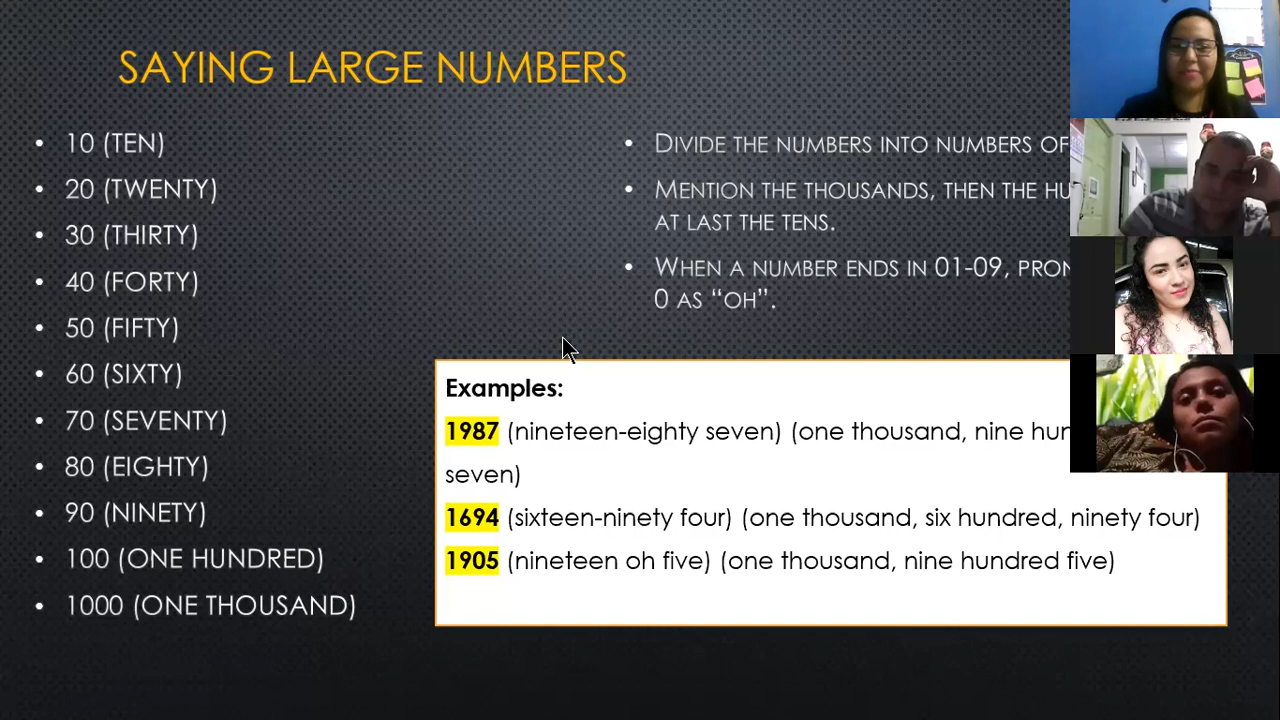 SAYING LARGE NUMBERS
• 10 (TEN)
• 20 (TWENTY)
• 30 (THIRTY)
• 40 (FORTY)
• 50 (FIFTY)
• 60 (SIXTY)
• 70 (SEVENTY)
• 80 (EIGHTY)
• 90 (NINETY)
• 100 (ONE HUNDRED)
• 1000 (ONE THOUSAND)
• DIVIDE THE NUMBERS INTO NUMBERS OF
• MENTION THE THOUSANDS, THEN THE
AT LAST THE TENS.
• WHEN A NUMBER ENDS IN 01-09,
0 AS “OH”.
Examples:
1987 (nineteen-eighty seven) (one thousand, nine
seven)
1694 (sixteen-ninety four) (one thousand, six hundred, ninety four)
1905 (nineteen oh five) (one thousand, nine hundred five)